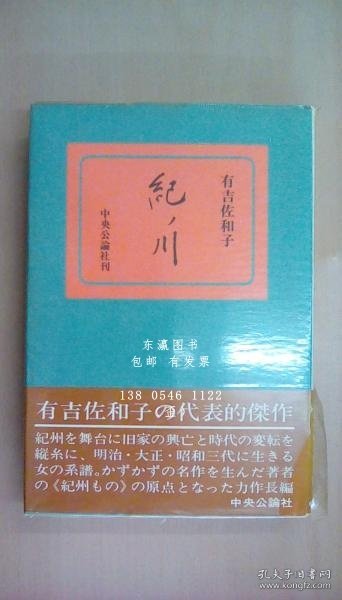 有吉佐和子
紀ノ川
中央公論社刊
东瀛图书
包邮 有发票
138 0546 1122
有吉佐和子の代表的傑作
紀州を舞台に旧家の興亡と時代の変転を
縦糸に、明治・大正・昭和三代に生きる
女の系譜。かずかずの名作を生んだ著者
の《紀州もの》の原点となった力作長編
中央公論社
孔夫子旧书网
www.kongfz.com